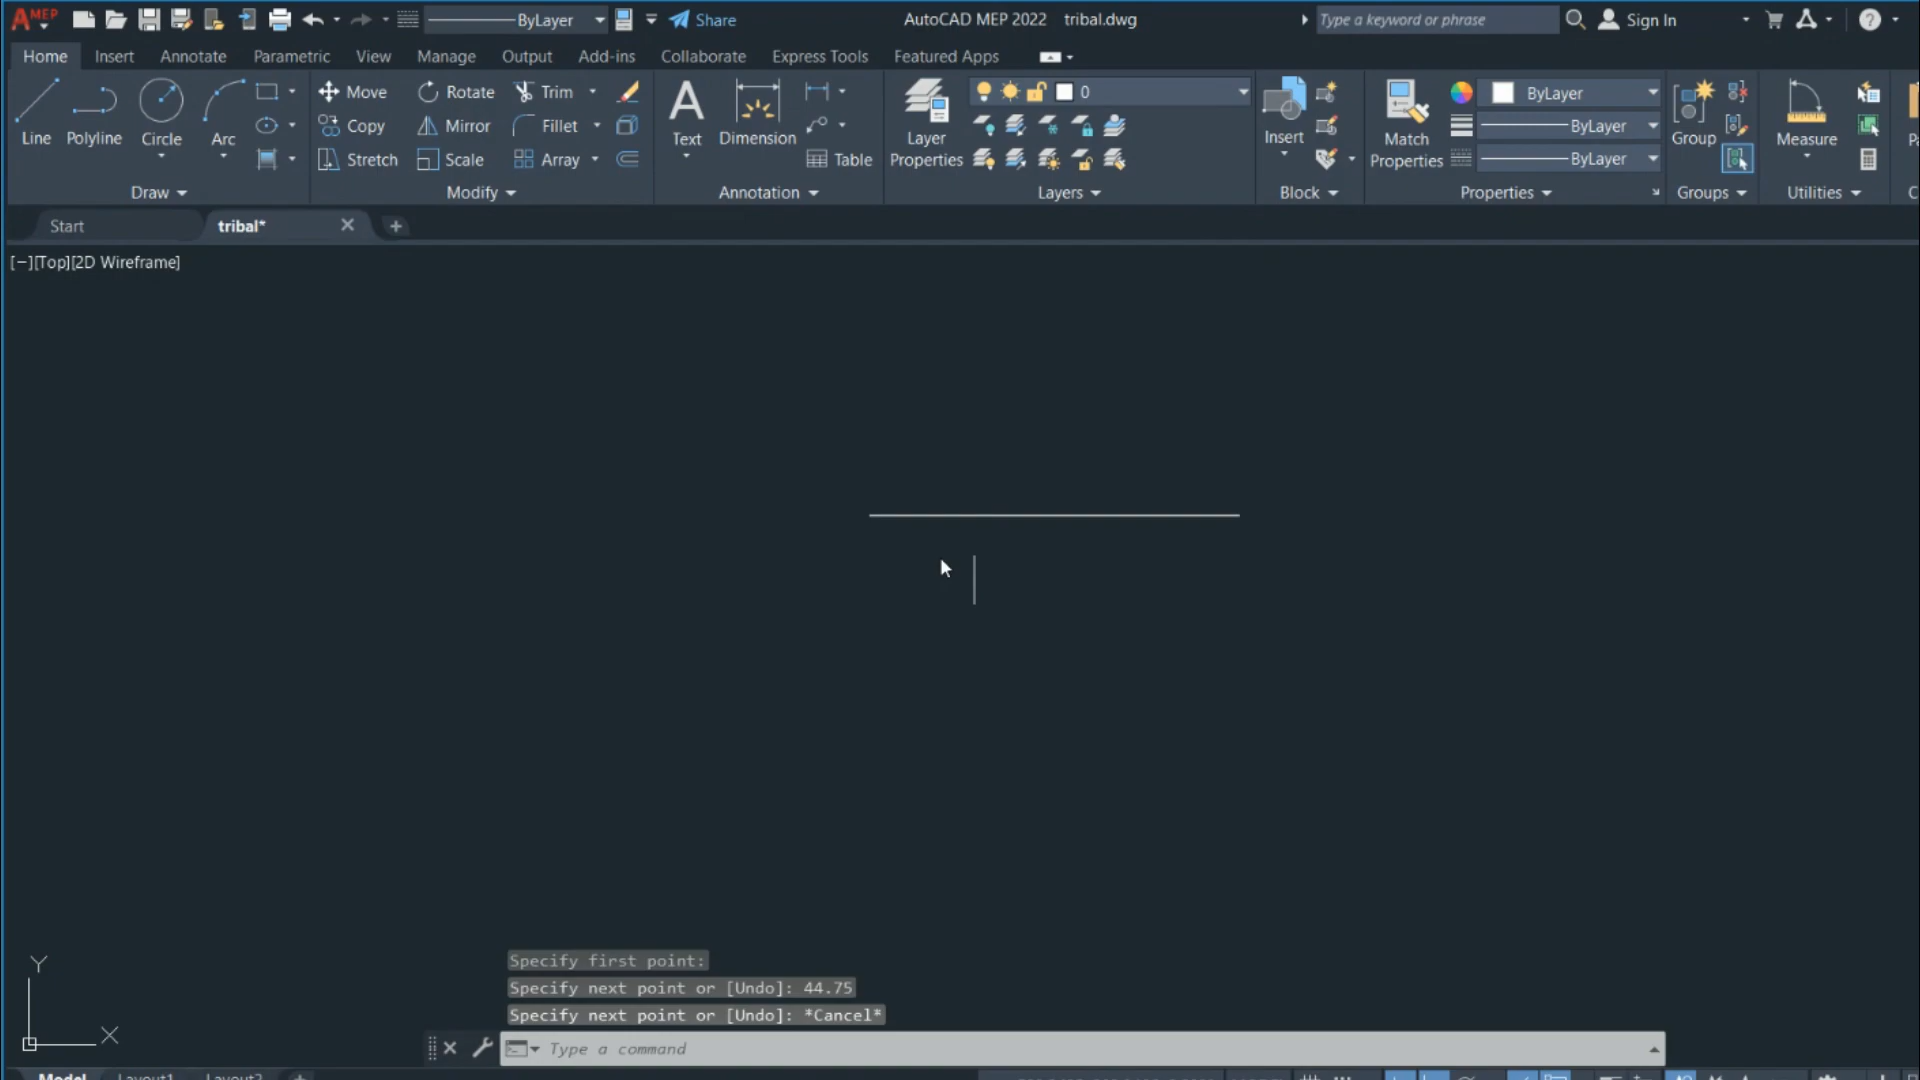 A MEP
ByLayer
Share
AutoCAD MEP 2022 tribal.dwg
Type a keyword or phrase
Sign In
Home Insert Annotate Parametric View Manage Output Add-ins Collaborate Express Tools Featured Apps
Line Polyline Circle Arc
Move Rotate Trim
Copy Mirror Fillet
Stretch Scale Array
Text Dimension
Table
Layer Properties
0
Insert
Match Properties
ByLayer
ByLayer
ByLayer
Group
Measure
Draw Modify Annotation Layers Block Properties Groups Utilities
Start tribal*
[−][Top][2D Wireframe]
Y
X
Specify first point:
Specify next point or [Undo]: 44.75
Specify next point or [Undo]: *Cancel*
Type a command
Model Layout1 Layout2